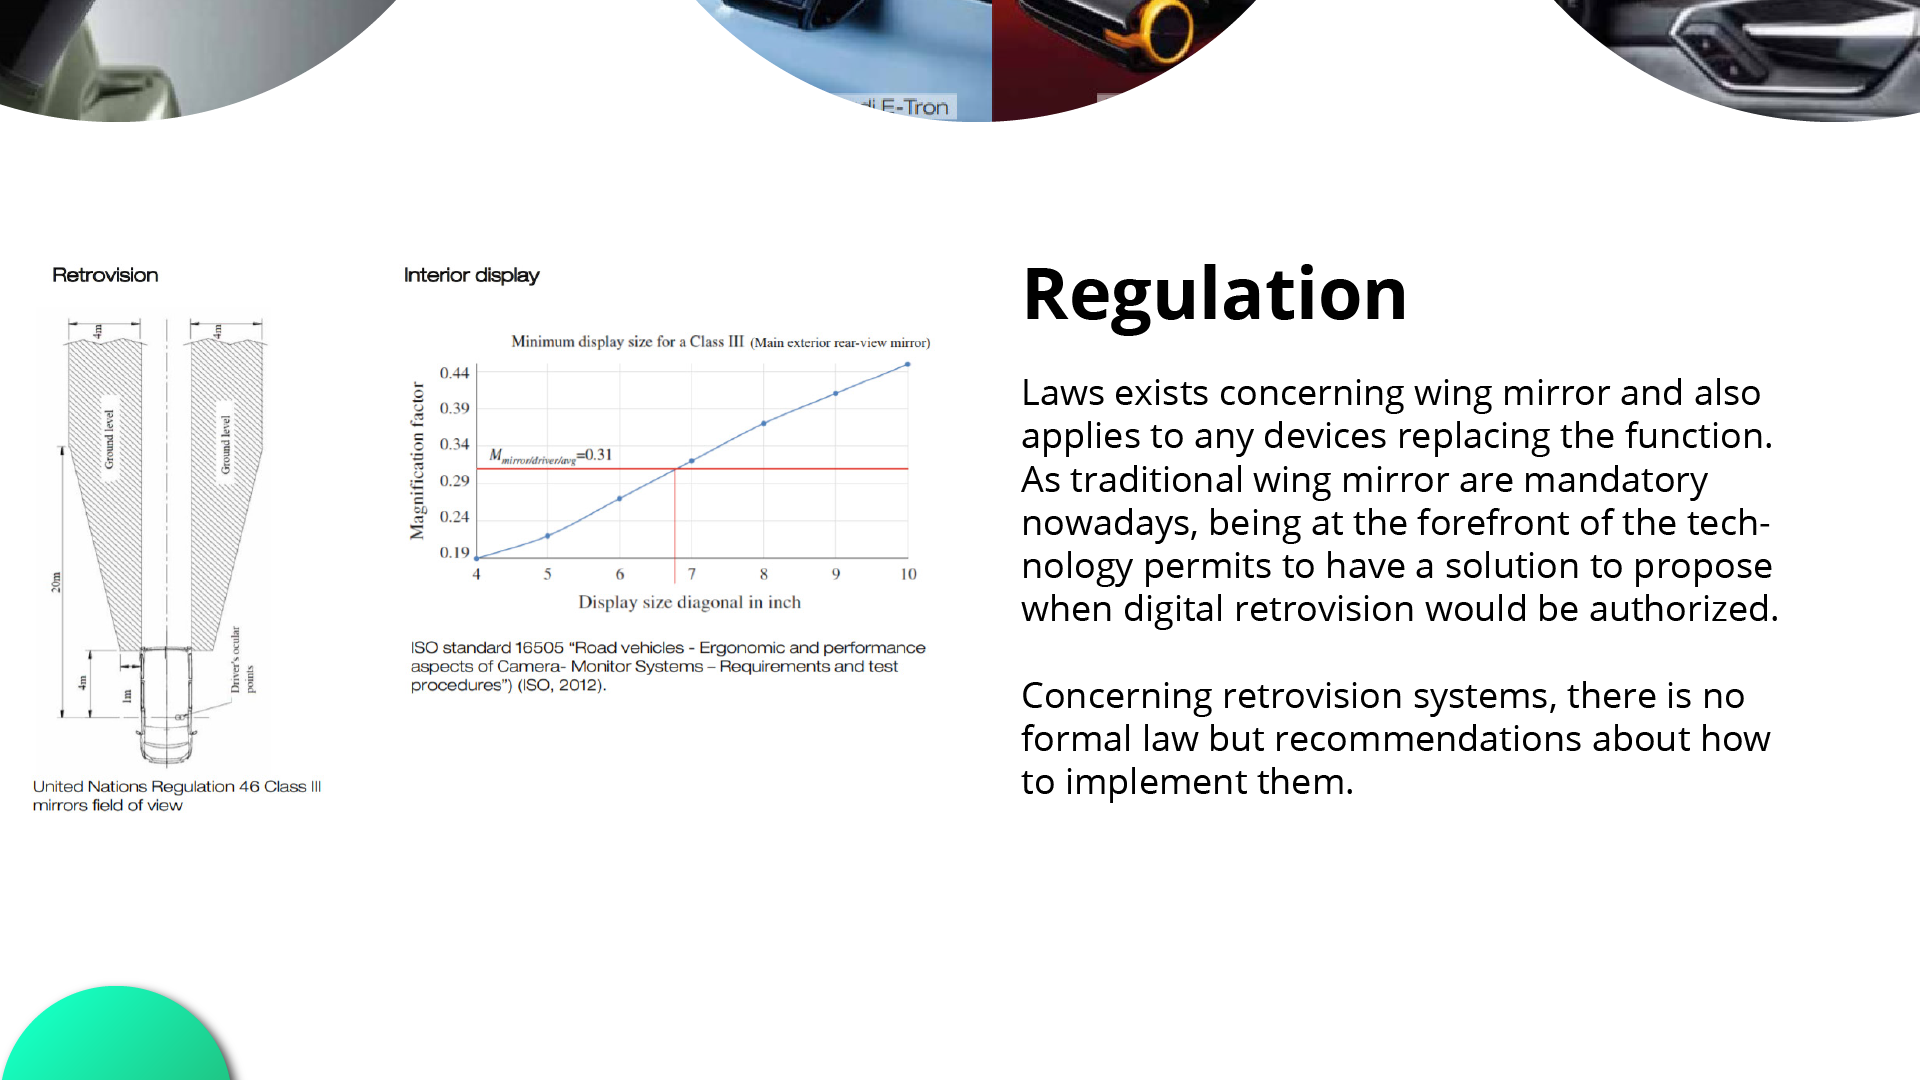 E-Tron
Retrovision
4m
4m
Ground level
Ground level
20m
4m
1m
Driver's ocular
points
United Nations Regulation 46 Class III
mirrors field of view
Interior display
Minimum display size for a Class III (Main exterior rear-view mirror)
Magnification factor
0.44
0.39
0.34
0.29
0.24
0.19
Mmirror/driver/avg=0.31
4 5 6 7 8 9 10
Display size diagonal in inch
ISO standard 16505 “Road vehicles - Ergonomic and performance
aspects of Camera- Monitor Systems – Requirements and test
procedures”) (ISO, 2012).
Regulation
Laws exists concerning wing mirror and also
applies to any devices replacing the function.
As traditional wing mirror are mandatory
nowadays, being at the forefront of the tech-
nology permits to have a solution to propose
when digital retrovision would be authorized.
Concerning retrovision systems, there is no
formal law but recommendations about how
to implement them.